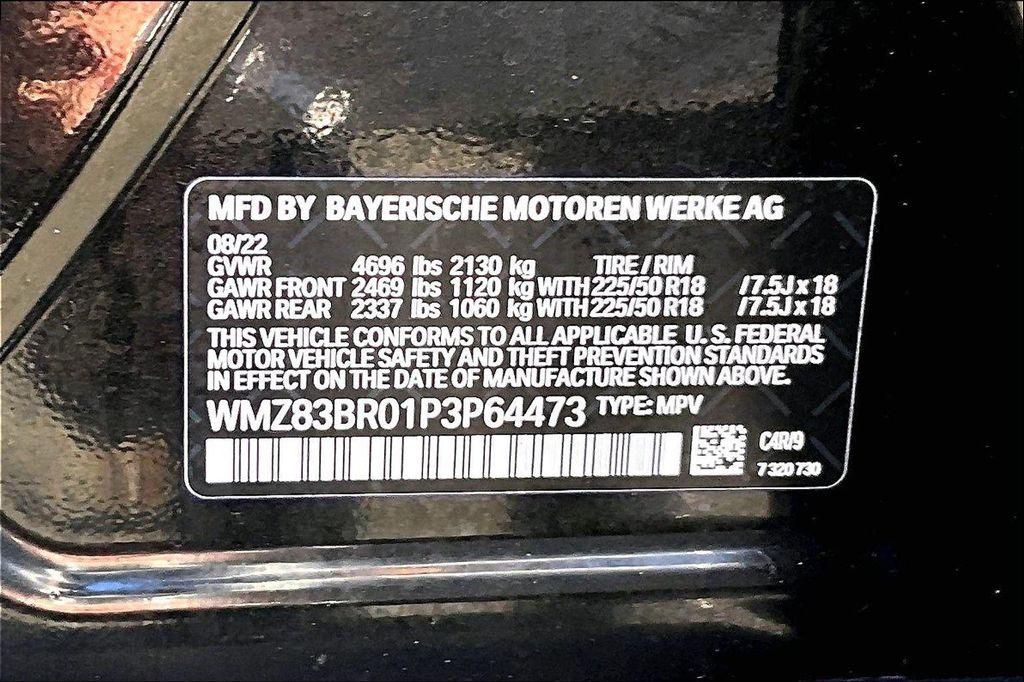 MFD BY BAYERISCHE MOTOREN WERKE AG
08/22
GVWR 4696 lbs 2130 kg TIRE / RIM
GAWR FRONT 2469 lbs 1120 kg WITH 225/50 R18 / 7.5J x 18
GAWR REAR 2337 lbs 1060 kg WITH 225/50 R18 / 7.5J x 18
THIS VEHICLE CONFORMS TO ALL APPLICABLE U. S. FEDERAL
MOTOR VEHICLE SAFETY AND THEFT PREVENTION STANDARDS
IN EFFECT ON THE DATE OF MANUFACTURE SHOWN ABOVE.
WMZ83BR01P3P64473 TYPE: MPV
C4R/9
7 320 730